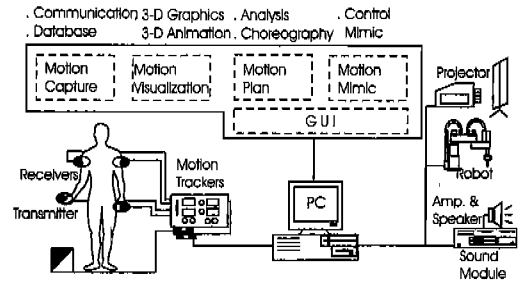 . Communication 3-D Graphics . Analysis . Control
. Database 3-D Animation . Choreography Mimic
Motion Capture
Motion Visualization
Motion Plan
Motion Mimic
GUI
Projector
Robot
Receivers
Transmitter
Motion Trackers
PC
Amp. & Speaker
Sound Module